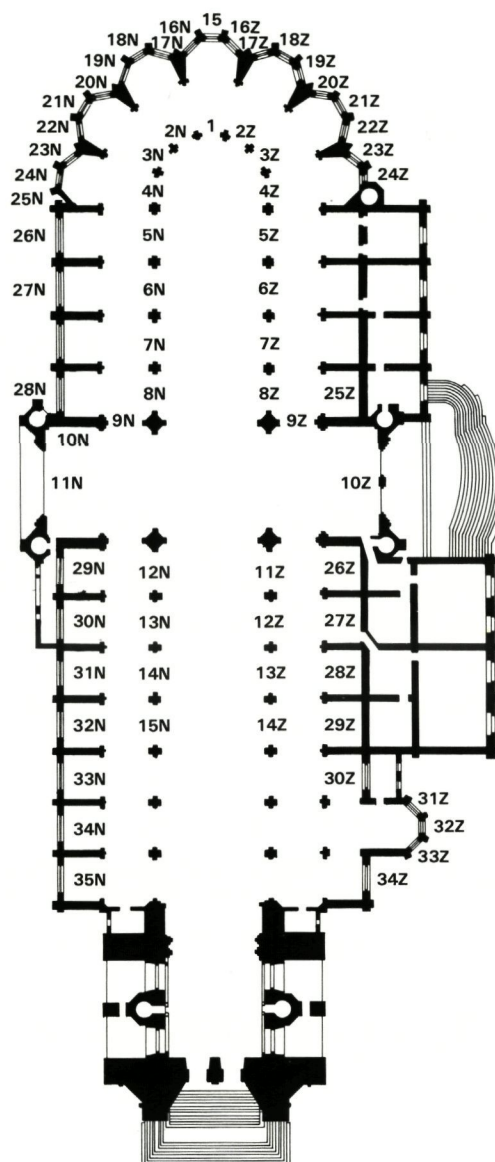 15
16N 16Z
17N 17Z
18N 18Z
19N 19Z
20N 20Z
21N 21Z
22N 2N 1 2Z 22Z
23N 3N 3Z 23Z
24N 24Z
25N 4N 4Z
26N 5N 5Z
27N 6N 6Z
7N 7Z
28N 8N 8Z 25Z
9N 9Z
10N
11N 10Z
29N 12N 11Z 26Z
30N 13N 12Z 27Z
31N 14N 13Z 28Z
32N 15N 14Z 29Z
33N 30Z
31Z
34N 32Z
33Z
35N 34Z